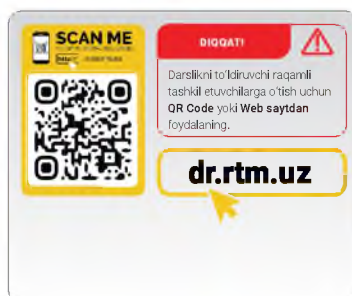 SCAN ME
DIQQAT!
Darslikni to'ldiruvchi raqamli
tashkil etuvchilarga o'tish uchun
QR Code yoki Web saytdan
foydalaning.
dr.rtm.uz